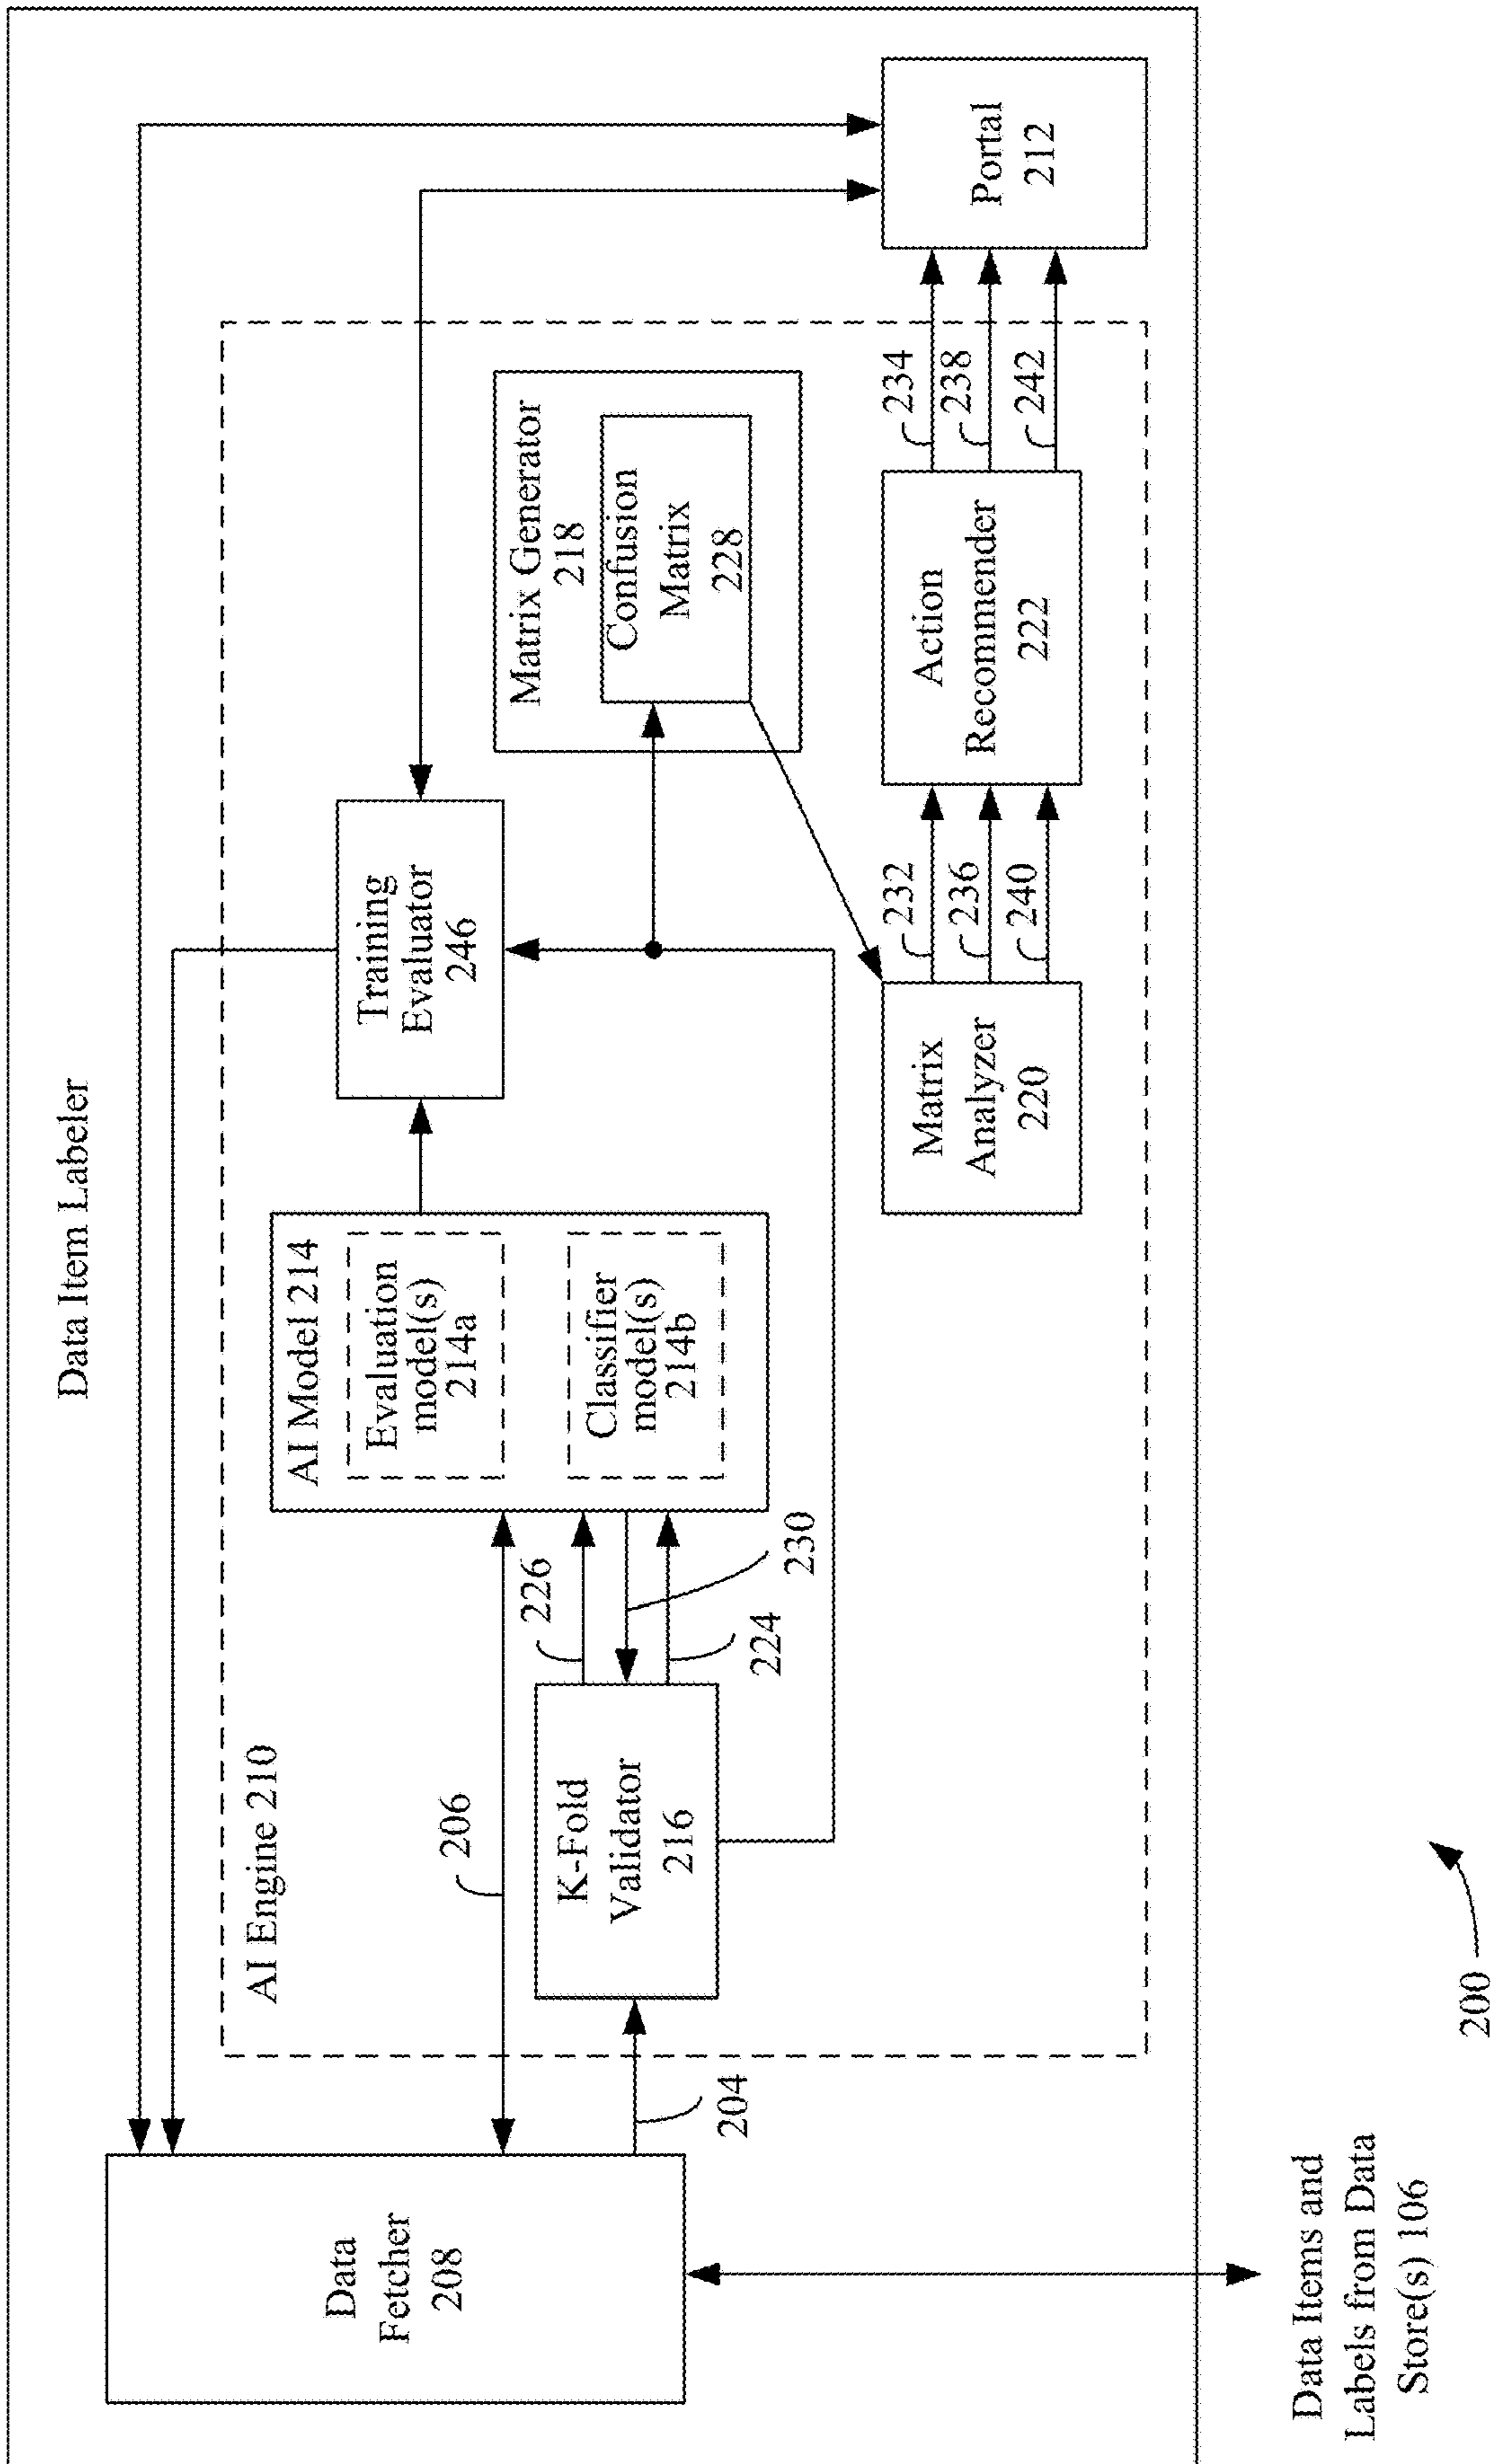 Data Item Labeler
Data
Fetcher
208
AI Engine 210
206
204
K-Fold
Validator
216
226
230
224
AI Model 214
Evaluation
model(s)
214a
Classifier
model(s)
214b
Training
Evaluator
246
Matrix Generator
218
Confusion
Matrix
228
Matrix
Analyzer
220
232
236
240
Action
Recommender
222
234
238
242
Portal
212
Data Items and
Labels from Data
Store(s) 106
200